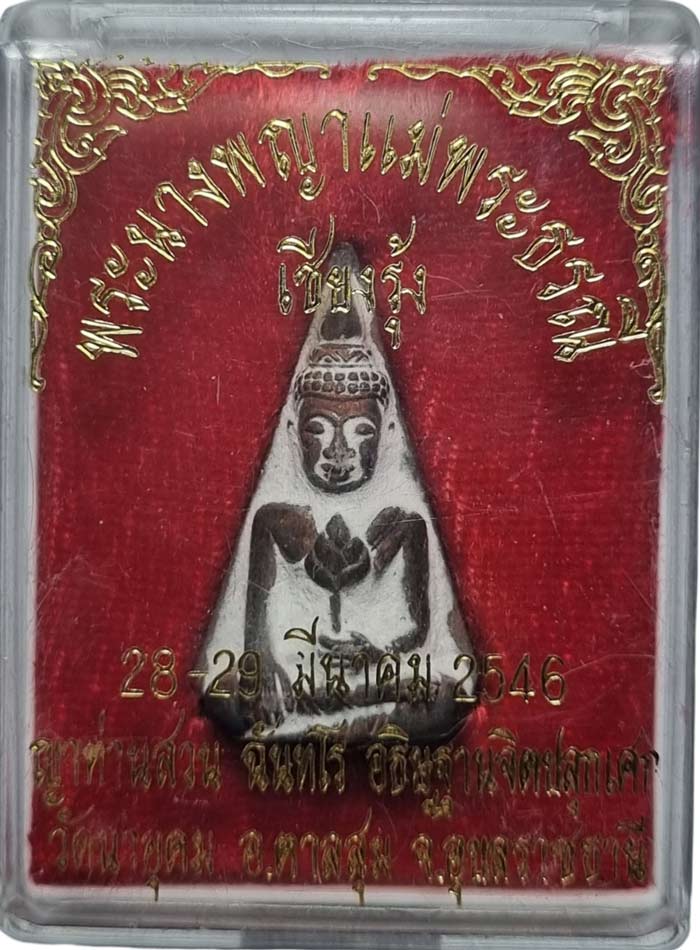 พระนางพญาแม่พระธรณี
เชียงรุ้ง
28-29 มีนาคม 2546
ญาท่านสวน ฉันทโร อธิษฐานจิตปลุกเศก
วัดนาอุดม อ.ตาลสุม จ.อุบลราชธานี